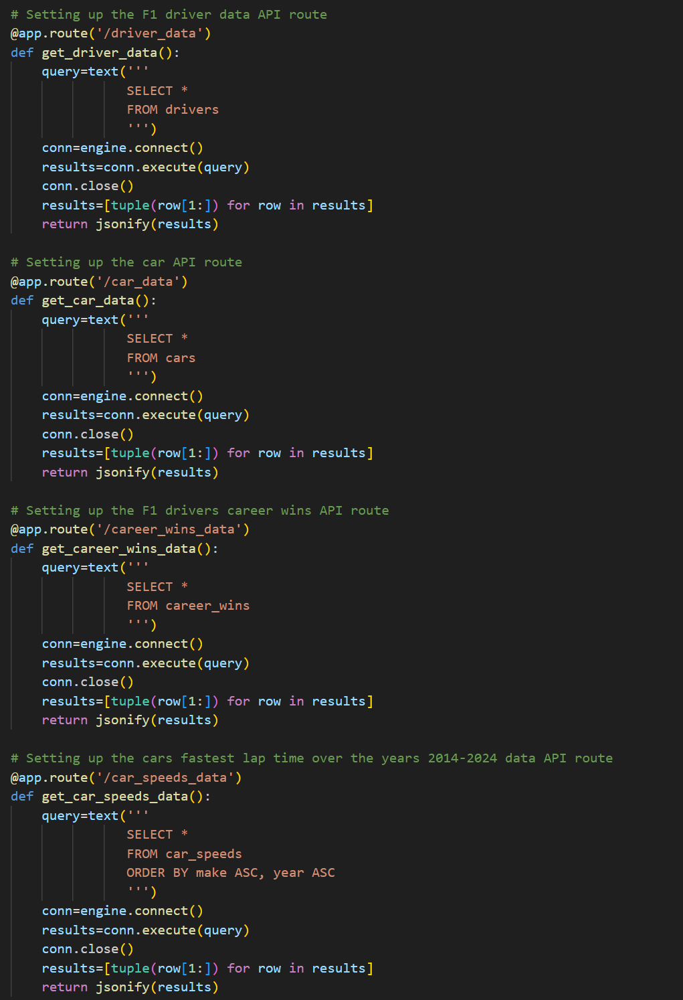 # Setting up the F1 driver data API route
@app.route('/driver_data')
def get_driver_data():
    query=text('''
               SELECT *
               FROM drivers
               ''')
    conn=engine.connect()
    results=conn.execute(query)
    conn.close()
    results=[tuple(row[1:]) for row in results]
    return jsonify(results)

# Setting up the car API route
@app.route('/car_data')
def get_car_data():
    query=text('''
               SELECT *
               FROM cars
               ''')
    conn=engine.connect()
    results=conn.execute(query)
    conn.close()
    results=[tuple(row[1:]) for row in results]
    return jsonify(results)

# Setting up the F1 drivers career wins API route
@app.route('/career_wins_data')
def get_career_wins_data():
    query=text('''
               SELECT *
               FROM career_wins
               ''')
    conn=engine.connect()
    results=conn.execute(query)
    conn.close()
    results=[tuple(row[1:]) for row in results]
    return jsonify(results)

# Setting up the cars fastest lap time over the years 2014-2024 data API route
@app.route('/car_speeds_data')
def get_car_speeds_data():
    query=text('''
               SELECT *
               FROM car_speeds
               ORDER BY make ASC, year ASC
               ''')
    conn=engine.connect()
    results=conn.execute(query)
    conn.close()
    results=[tuple(row[1:]) for row in results]
    return jsonify(results)